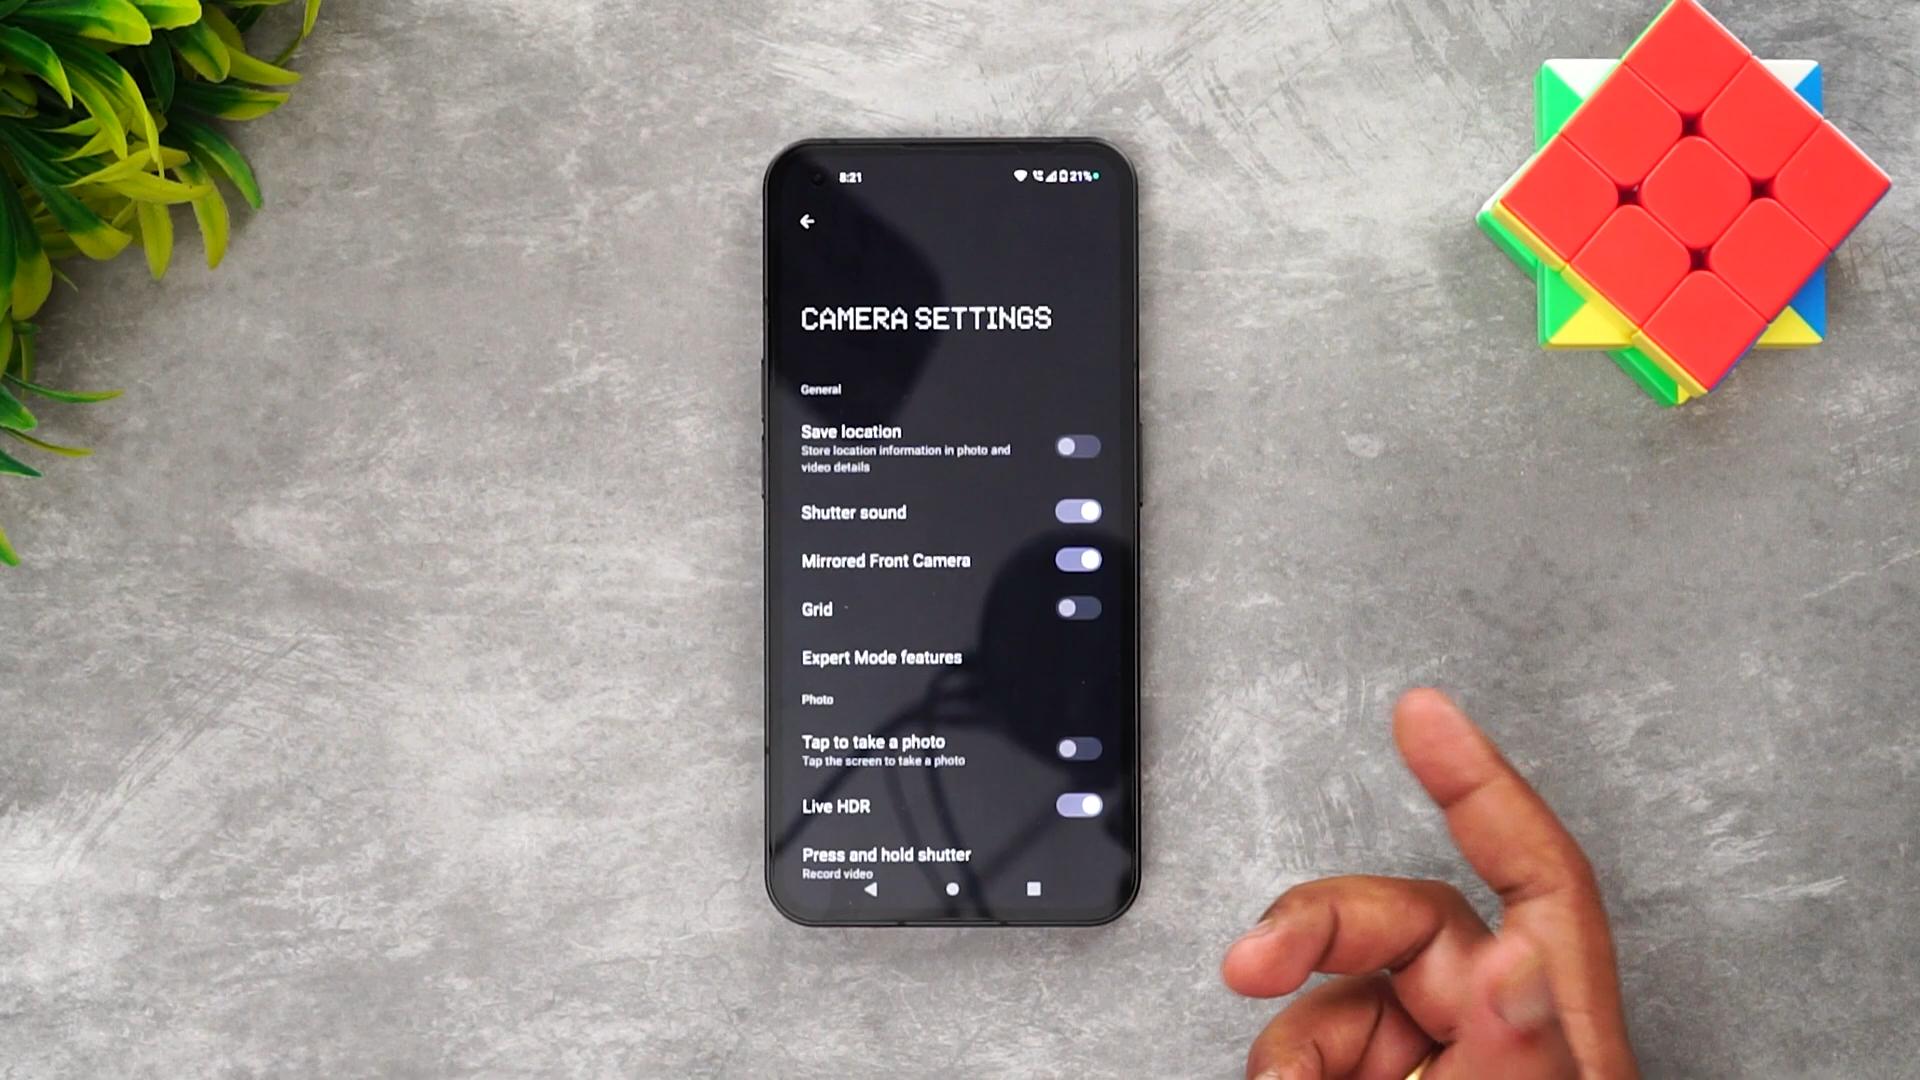 8:21
21%
CAMERA SETTINGS
General
Save location
Store location information in photo and
video details
Shutter sound
Mirrored Front Camera
Grid
Expert Mode features
Photo
Tap to take a photo
Tap the screen to take a photo
Live HDR
Press and hold shutter
Record video